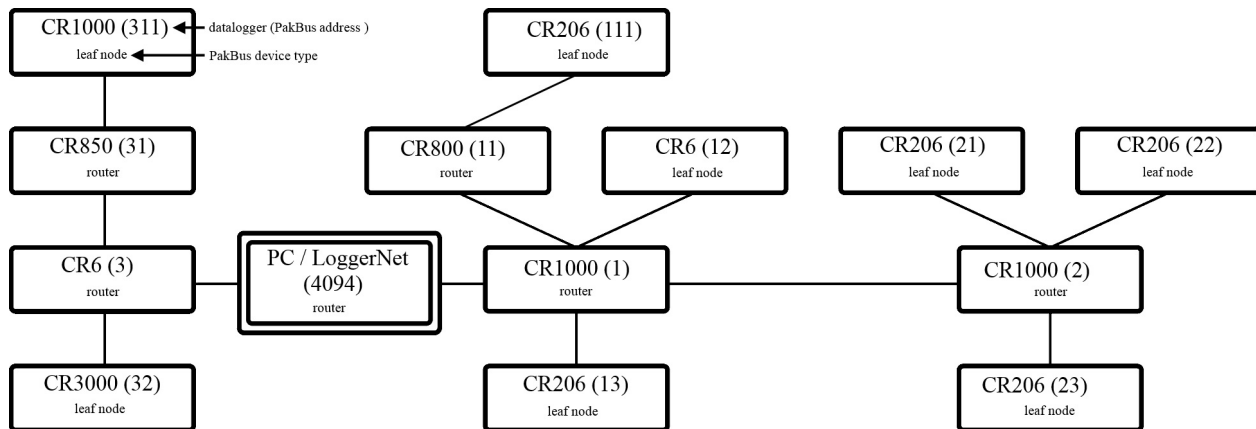 CR1000 (311)
leaf node
datalogger (PakBus address )
PakBus device type
CR206 (111)
leaf node
CR850 (31)
router
CR800 (11)
router
CR6 (12)
leaf node
CR206 (21)
leaf node
CR206 (22)
leaf node
CR6 (3)
router
PC / LoggerNet
(4094)
router
CR1000 (1)
router
CR1000 (2)
router
CR3000 (32)
leaf node
CR206 (13)
leaf node
CR206 (23)
leaf node